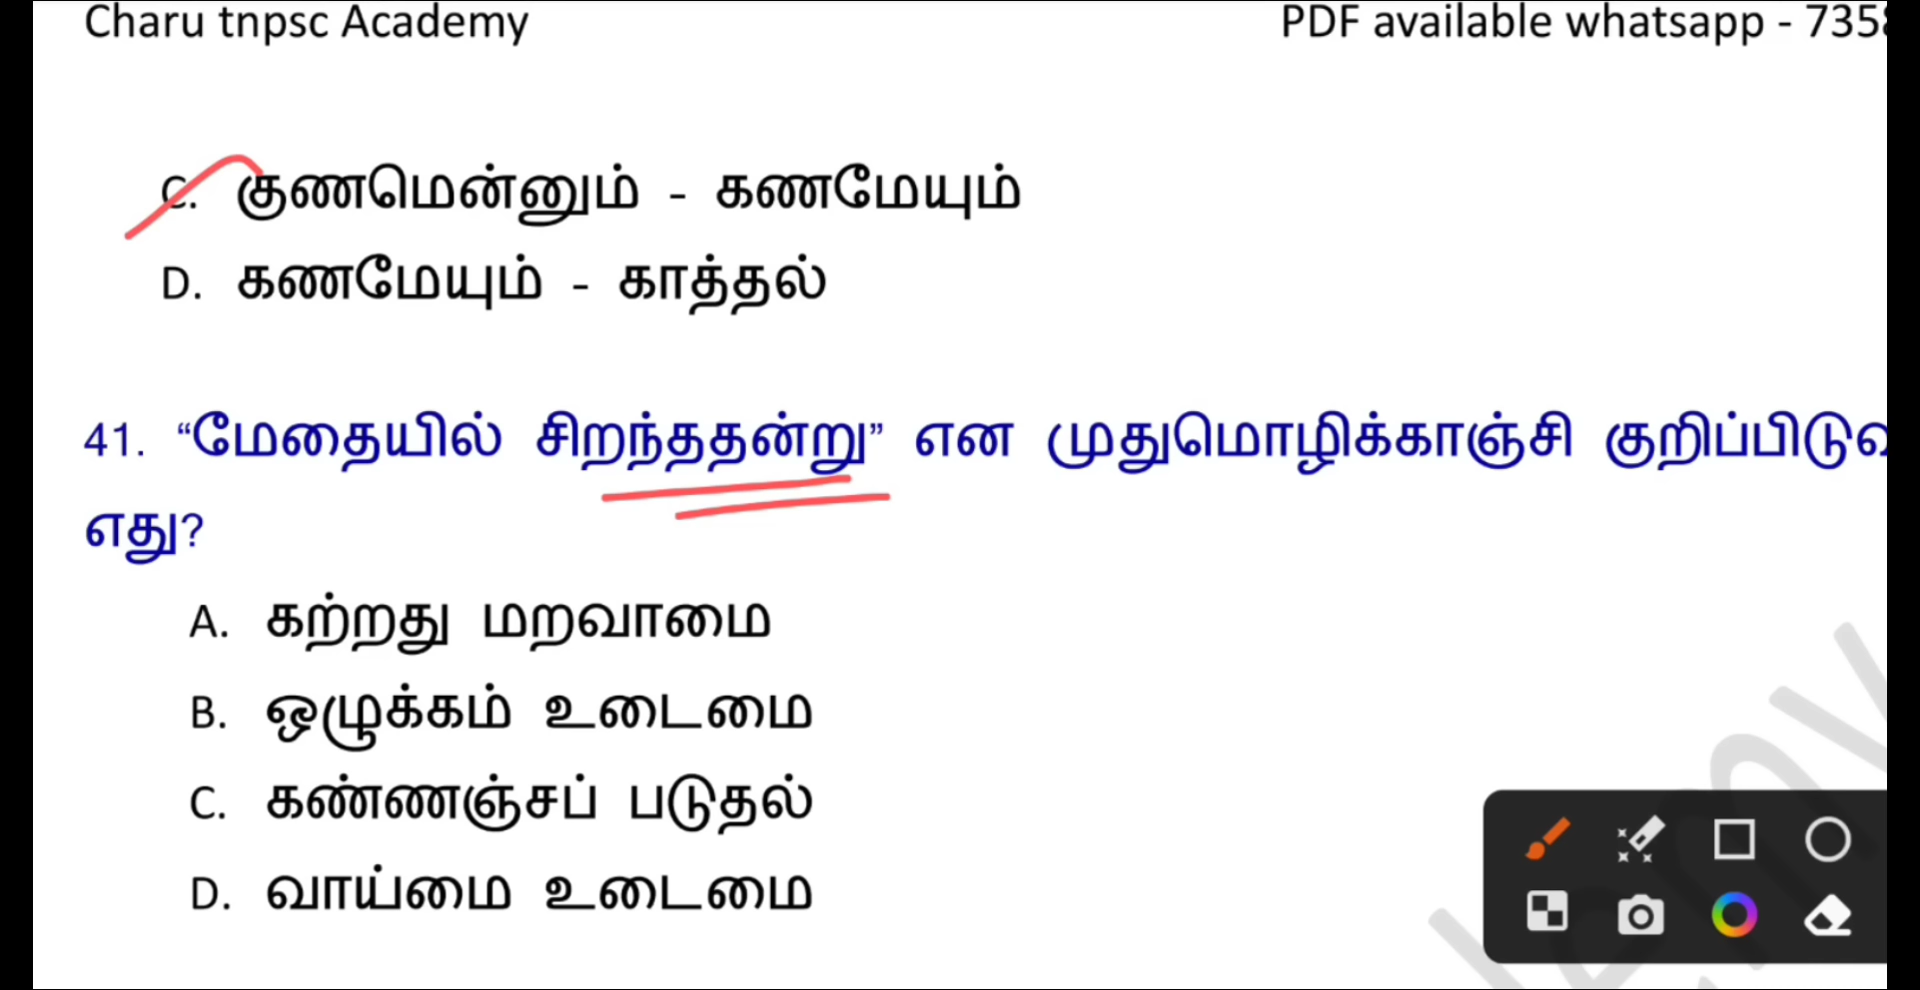 Charu tnpsc Academy
PDF available whatsapp - 735
C. குணமென்னும் - கணமேயும்
D. கணமேயும் - காத்தல்
41. “மேதையில் சிறந்ததன்று” என முதுமொழிக்காஞ்சி
எது?
A. கற்றது மறவாமை
B. ஒழுக்கம் உடைமை
C. கண்ணஞ்சப் படுதல்
D. வாய்மை உடைமை